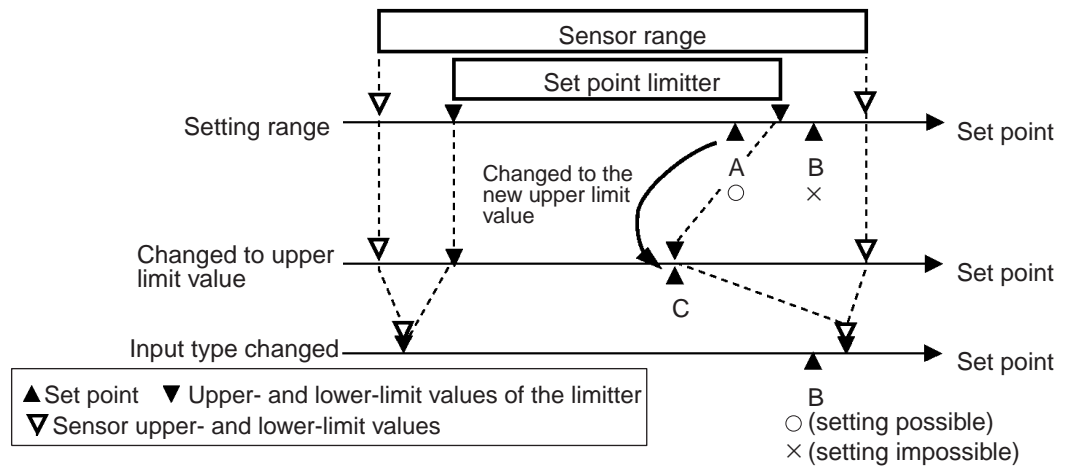 Sensor range
Set point limitter
Setting range
Set point
A
B
○
×
Changed to the
new upper limit
value
Changed to upper
limit value
Set point
C
Input type changed
Set point
B
▲ Set point ▼ Upper- and lower-limit values of the limitter
▽ Sensor upper- and lower-limit values
○ (setting possible)
× (setting impossible)